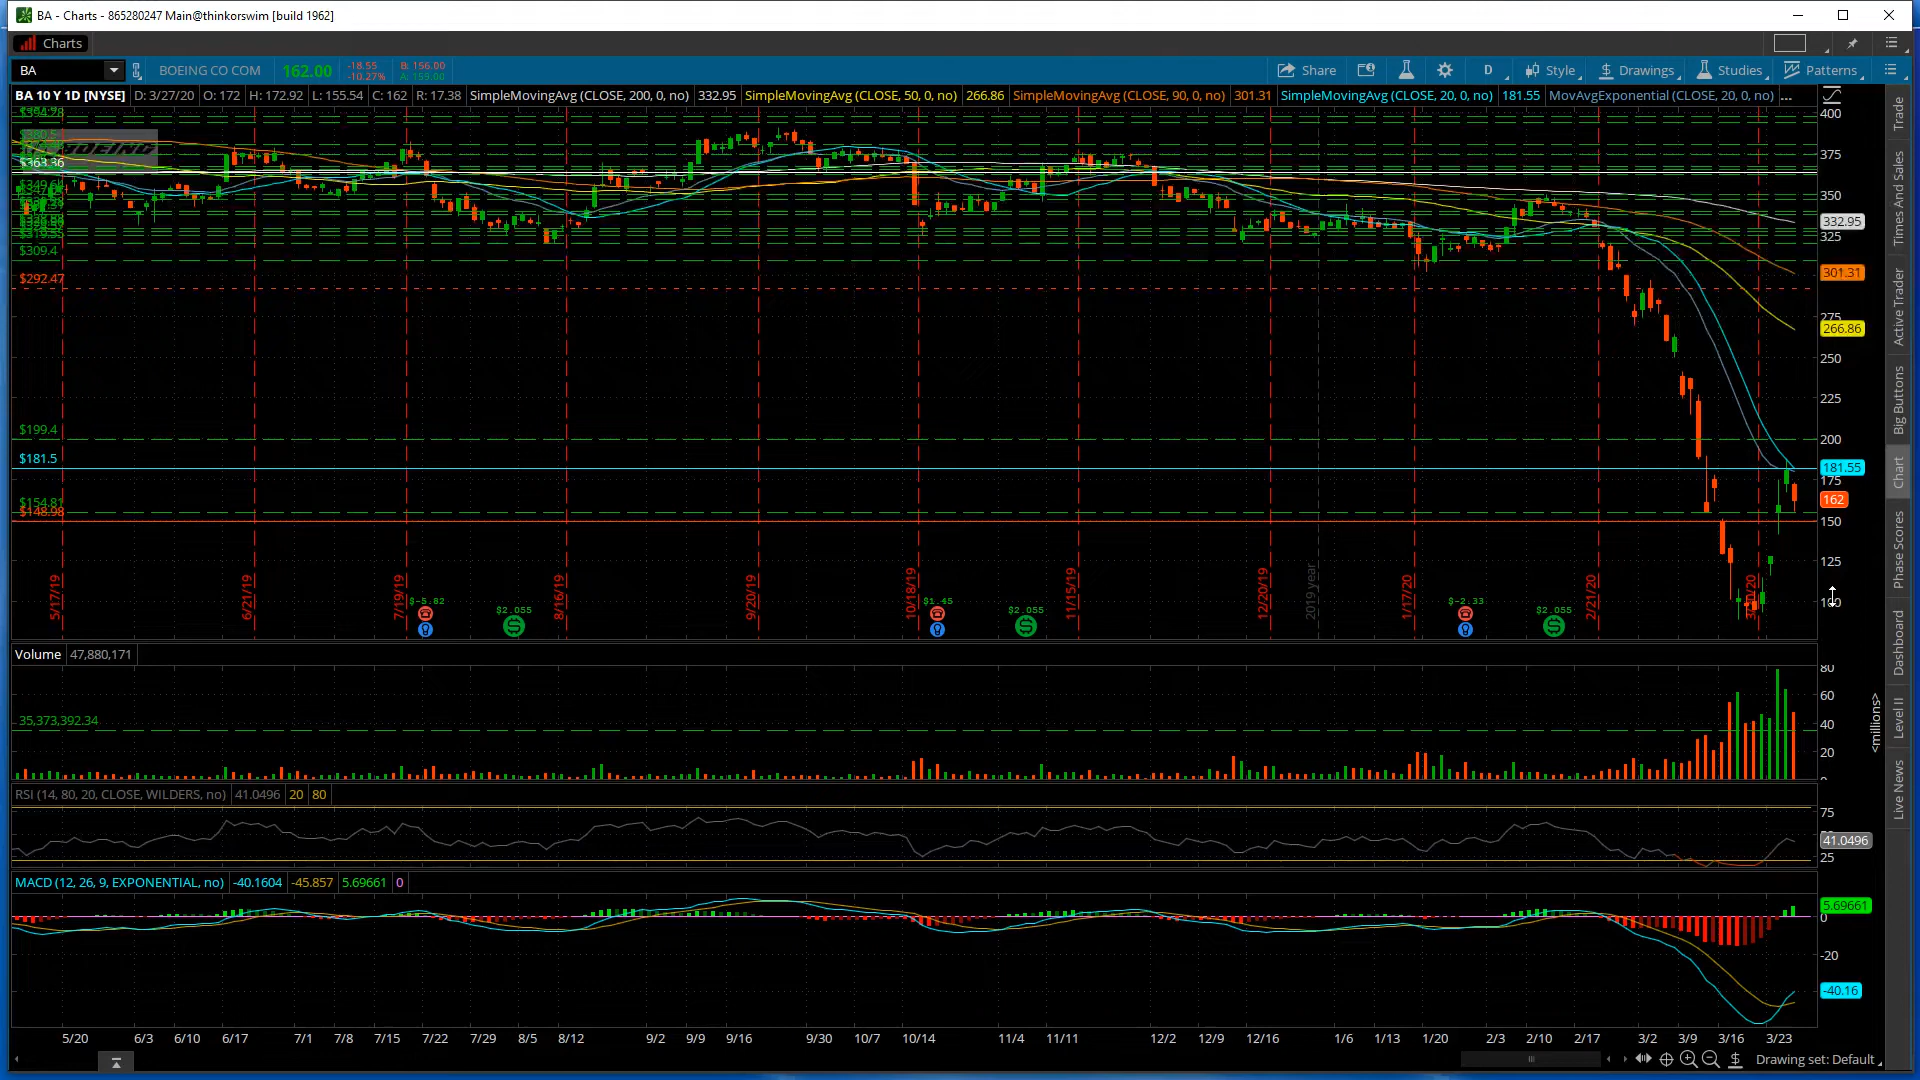 BA - Charts - 865280247 Main@thinkorswim [build 1962]
Charts
BA BOEING CO COM 162.00 -18.55 -10.27% B: 156.00 A: 159.00 Share D Style Drawings Studies Patterns
BA 10 Y 1D [NYSE] D: 3/27/20 O: 172 H: 172.92 L: 155.54 C: 162 R: 17.38 SimpleMovingAvg (CLOSE, 200, 0, no) 332.95 SimpleMovingAvg (CLOSE, 50, 0, no) 266.86 SimpleMovingAvg (CLOSE, 90, 0, no) 301.31 SimpleMovingAvg (CLOSE, 20, 0, no) 181.55 MovAvgExponential (CLOSE, 20, 0, no) ...
$394.28
BOEING
$363.36
$309.4
$292.47
$199.4
$181.5
$154.81
$148.98
400
375
350
332.95
325
301.31
275
266.86
250
225
200
181.55
175
162
150
125
5/17/19 6/21/19 7/19/19 8/16/19 9/20/19 10/18/19 11/15/19 12/20/19 2019 year 1/17/20 2/21/20
$-5.82 $2.055 $1.45 $2.055 $-2.33 $2.055
Volume 47,880,171
35,373,392.34
80
60
40
20
<millions>
RSI (14, 80, 20, CLOSE, WILDERS, no) 41.0496 20 80
75
41.0496
25
MACD (12, 26, 9, EXPONENTIAL, no) -40.1604 -45.857 5.69661 0
5.69661
0
-20
-40.16
5/20 6/3 6/10 6/17 7/1 7/8 7/15 7/22 7/29 8/5 8/12 9/2 9/9 9/16 9/30 10/7 10/14 11/4 11/11 12/2 12/9 12/16 1/6 1/13 1/20 2/3 2/10 2/17 3/2 3/9 3/16 3/23
Drawing set: Default
Trade
Times And Sales
Active Trader
Big Buttons
Chart
Phase Scores
Dashboard
Level II
Live News